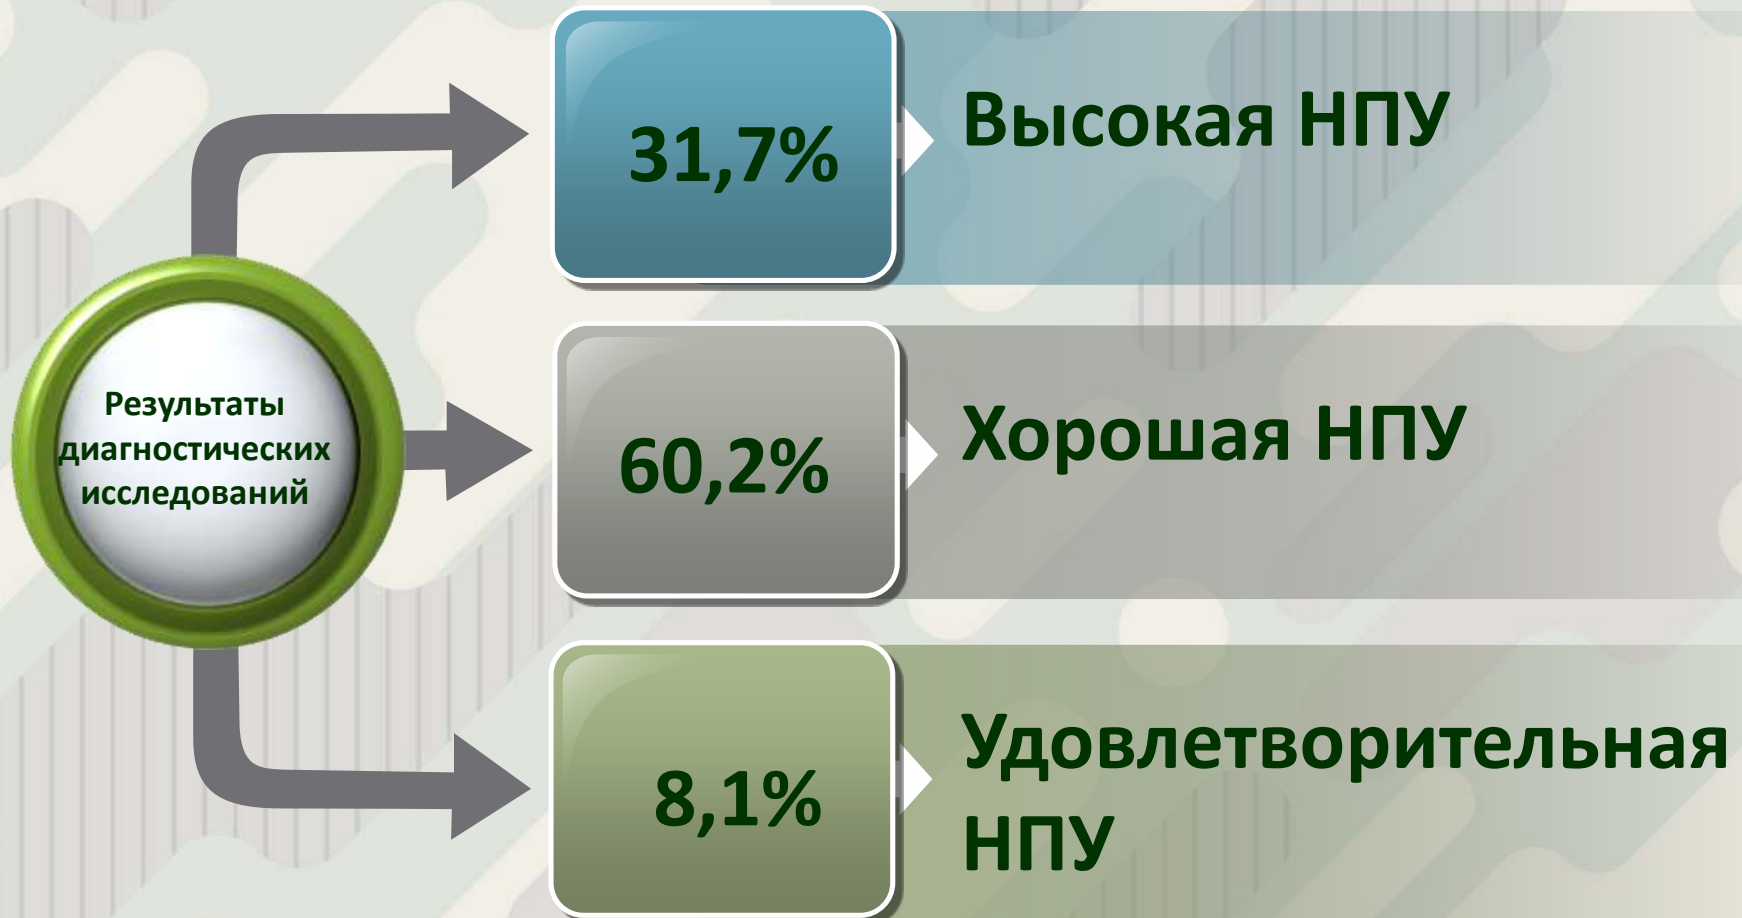 Результаты
диагностических
исследований
31,7%
Высокая НПУ
60,2%
Хорошая НПУ
8,1%
Удовлетворительная
НПУ